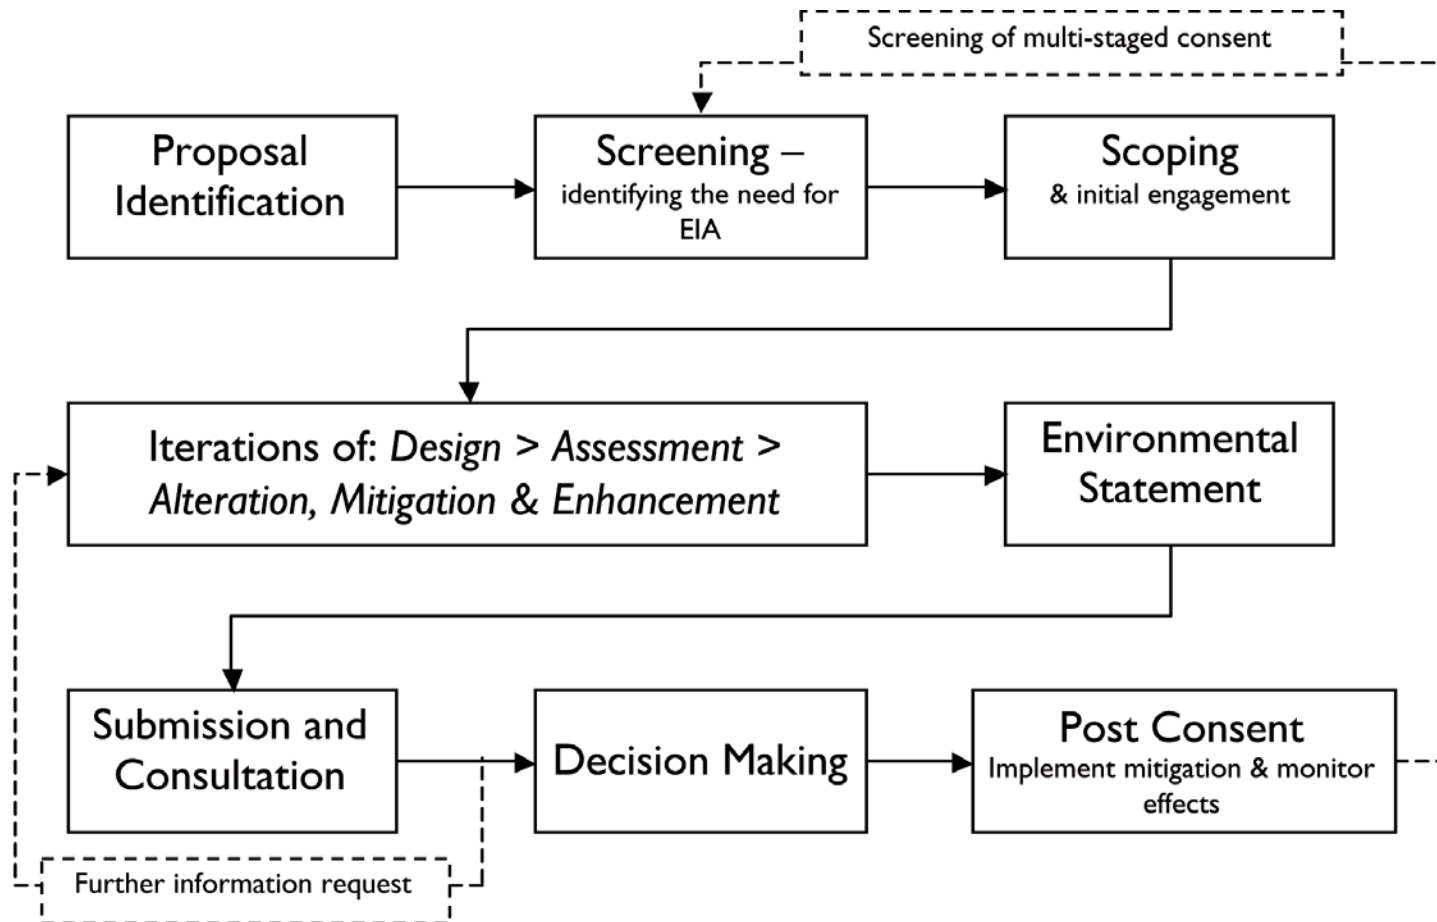 Screening of multi-staged consent
Proposal
Identification
Screening –
identifying the need for
EIA
Scoping
& initial engagement
Iterations of: Design > Assessment >
Alteration, Mitigation & Enhancement
Environmental
Statement
Submission and
Consultation
Decision Making
Post Consent
Implement mitigation & monitor
effects
Further information request